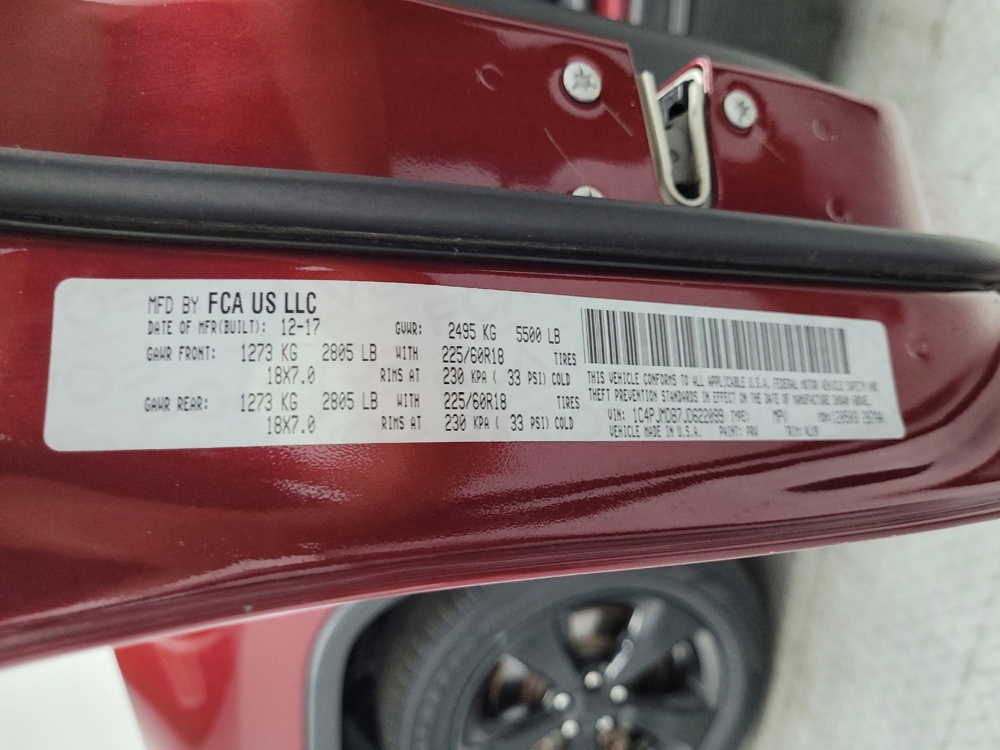 MFD BY FCA US LLC
DATE OF MFR(BUILT): 12-17 GVWR: 2495 KG 5500 LB
GAWR FRONT: 1273 KG 2805 LB WITH 225/60R18 TIRES
18X7.0 RIMS AT 230 KPA ( 33 PSI) COLD
GAWR REAR: 1273 KG 2805 LB WITH 225/60R18 TIRES
18X7.0 RIMS AT 230 KPA ( 33 PSI) COLD
THIS VEHICLE CONFORMS TO ALL APPLICABLE U.S.A. FEDERAL MOTOR VEHICLE SAFETY AND
THEFT PREVENTION STANDARDS IN EFFECT ON THE DATE OF MANUFACTURE SHOWN ABOVE.
VIN: TYPE: MPV
VEHICLE MADE IN U.S.A. PAINT: PRV TRIM: